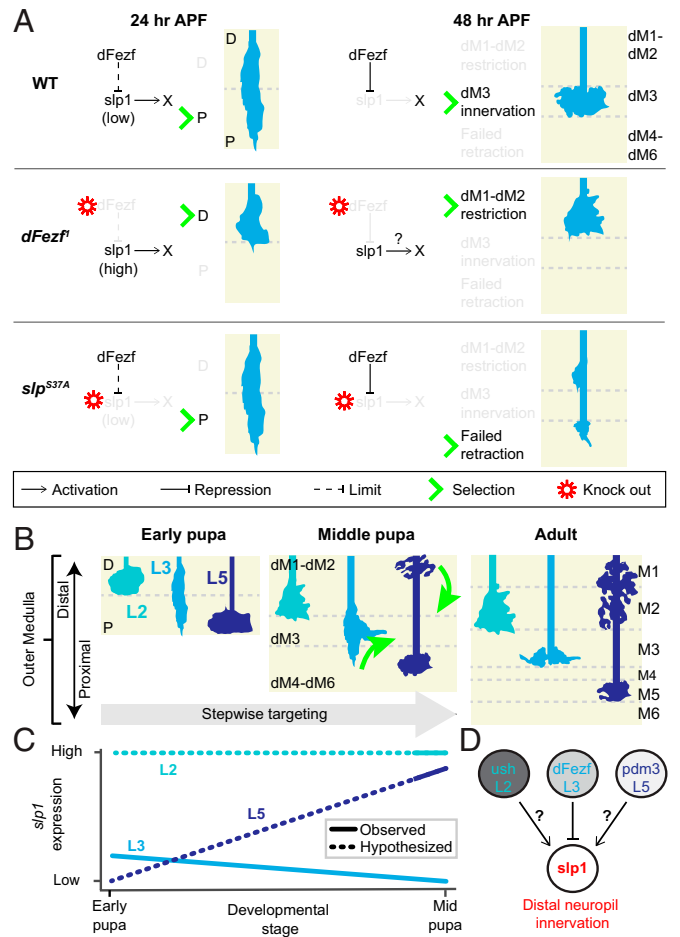 A
24 hr APF
48 hr APF
WT
dFezf
slp1
(low)
X
D
P
D
P
dFezf
slp1
X
dM1-dM2
restriction
dM3
innervation
Failed
retraction
dM1-
dM2
dM3
dM4-
dM6
dFezf¹
dFezf
slp1
(high)
X
D
P
dFezf
slp1
?
X
dM1-dM2
restriction
dM3
innervation
Failed
retraction
slp^S37A
dFezf
slp1
(low)
X
D
P
dFezf
slp1
X
dM1-dM2
restriction
dM3
innervation
Failed
retraction
Activation
Repression
Limit
Selection
Knock out
B
Early pupa
Middle pupa
Adult
Outer Medulla
Distal
Proximal
D
P
L2
L3
L5
dM1-dM2
dM3
dM4-dM6
M1
M2
M3
M4
M5
M6
Stepwise targeting
C
High
Low
slp1
expression
L2
L5
L3
Observed
Hypothesized
Early
pupa
Developmental
stage
Mid
pupa
D
ush
L2
dFezf
L3
pdm3
L5
?
?
slp1
Distal neuropil
innervation